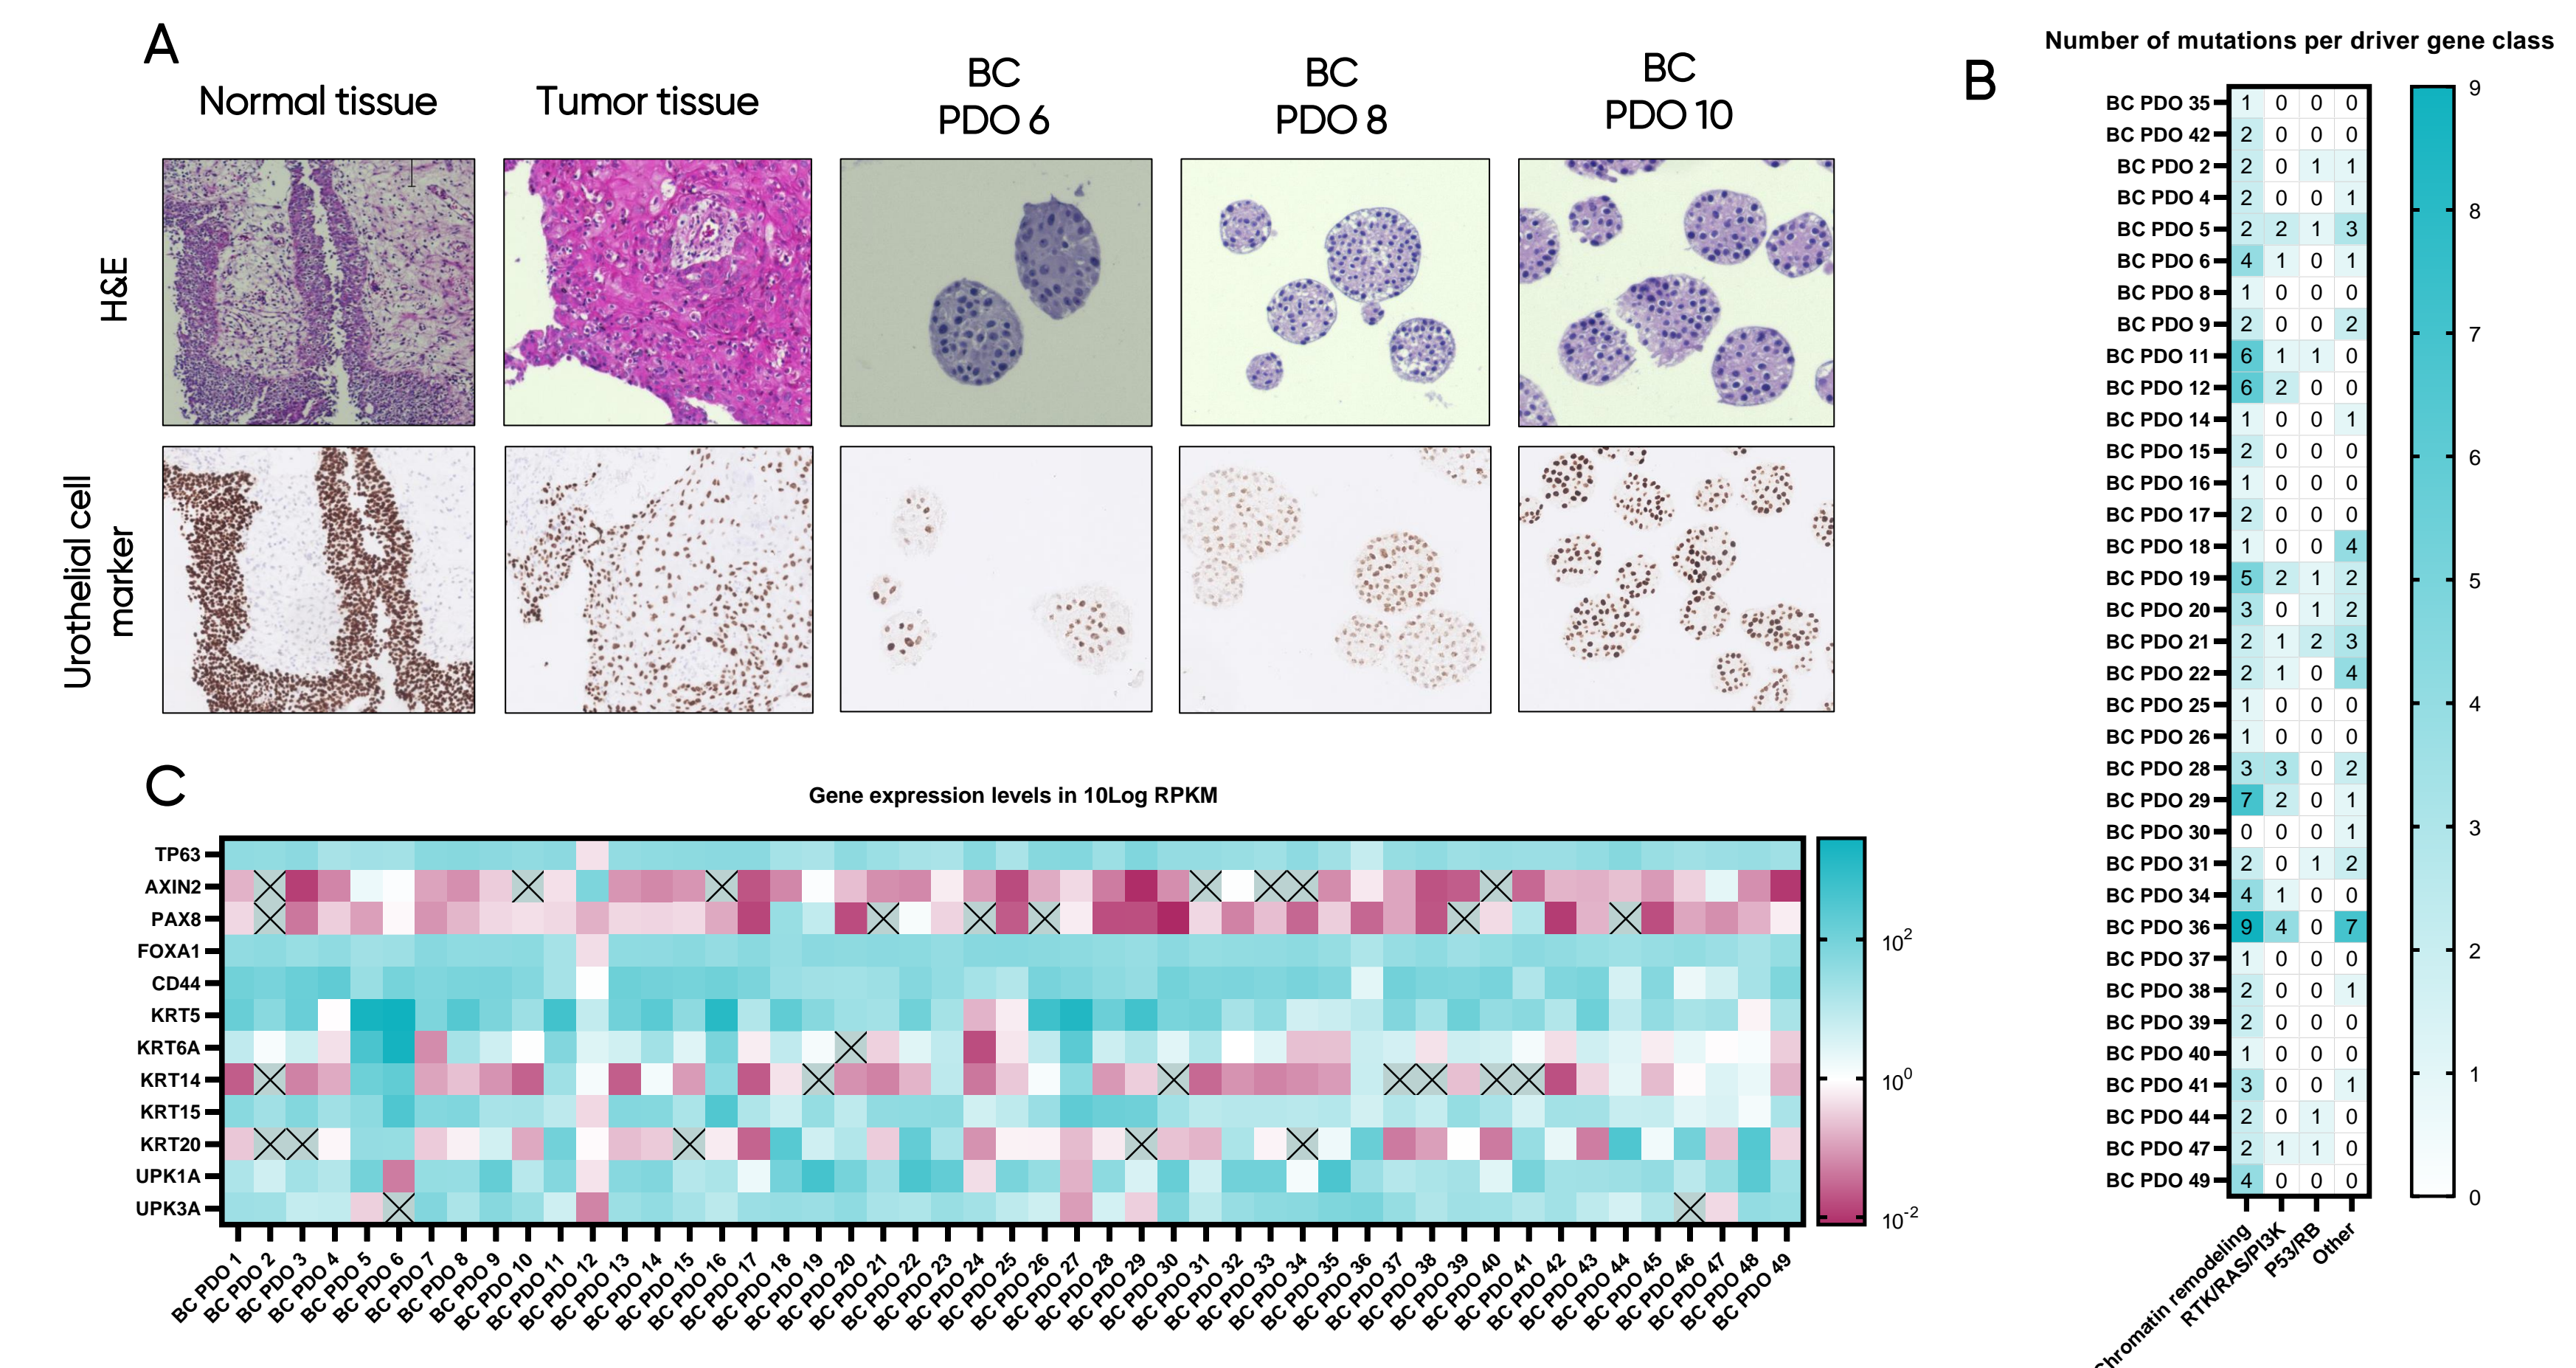 A
Normal tissue
Tumor tissue
BC
PDO 6
BC
PDO 8
BC
PDO 10
H&E
Urothelial cell
marker
B
Number of mutations per driver gene class
BC PDO 35 1 0 0 0
BC PDO 42 2 0 0 0
BC PDO 2 2 0 1 1
BC PDO 4 2 0 0 1
BC PDO 5 2 2 1 3
BC PDO 6 4 1 0 1
BC PDO 8 1 0 0 0
BC PDO 9 2 0 0 2
BC PDO 11 6 1 1 0
BC PDO 12 6 2 0 0
BC PDO 14 1 0 0 1
BC PDO 15 2 0 0 0
BC PDO 16 1 0 0 0
BC PDO 17 2 0 0 0
BC PDO 18 1 0 0 4
BC PDO 19 5 2 1 2
BC PDO 20 3 0 1 2
BC PDO 21 2 1 2 3
BC PDO 22 2 1 0 4
BC PDO 25 1 0 0 0
BC PDO 26 1 0 0 0
BC PDO 28 3 3 0 2
BC PDO 29 7 2 0 1
BC PDO 30 0 0 0 1
BC PDO 31 2 0 1 2
BC PDO 34 4 1 0 0
BC PDO 36 9 4 0 7
BC PDO 37 1 0 0 0
BC PDO 38 2 0 0 1
BC PDO 39 2 0 0 0
BC PDO 40 1 0 0 0
BC PDO 41 3 0 0 1
BC PDO 44 2 0 1 0
BC PDO 47 2 1 1 0
BC PDO 49 4 0 0 0
Chromatin remodeling
RTK/RAS/PI3K
P53/RB
Other
9
8
7
6
5
4
3
2
1
0
C
Gene expression levels in 10Log RPKM
TP63
AXIN2
PAX8
FOXA1
CD44
KRT5
KRT6A
KRT14
KRT15
KRT20
UPK1A
UPK3A
10²
10⁰
10⁻²
BC PDO 1
BC PDO 2
BC PDO 3
BC PDO 4
BC PDO 5
BC PDO 6
BC PDO 7
BC PDO 8
BC PDO 9
BC PDO 10
BC PDO 11
BC PDO 12
BC PDO 13
BC PDO 14
BC PDO 15
BC PDO 16
BC PDO 17
BC PDO 18
BC PDO 19
BC PDO 20
BC PDO 21
BC PDO 22
BC PDO 23
BC PDO 24
BC PDO 25
BC PDO 26
BC PDO 27
BC PDO 28
BC PDO 29
BC PDO 30
BC PDO 31
BC PDO 32
BC PDO 33
BC PDO 34
BC PDO 35
BC PDO 36
BC PDO 37
BC PDO 38
BC PDO 39
BC PDO 40
BC PDO 41
BC PDO 42
BC PDO 43
BC PDO 44
BC PDO 45
BC PDO 46
BC PDO 47
BC PDO 48
BC PDO 49